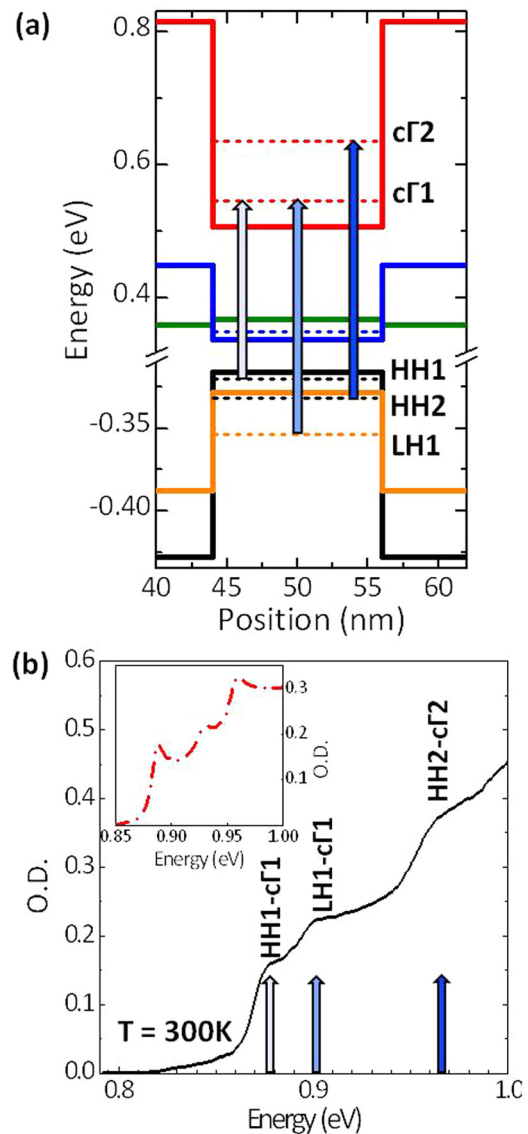 (a)
0.8
0.6
0.4
-0.35
-0.40
Energy (eV)
cΓ2
cΓ1
HH1
HH2
LH1
40 45 50 55 60
Position (nm)
(b)
0.6
0.5
0.4
0.3
0.2
0.1
0.0
O.D.
0.3
0.2
0.1
O.D.
0.85 0.90 0.95 1.00
Energy (eV)
HH1-cΓ1
LH1-cΓ1
HH2-cΓ2
T = 300K
0.8 0.9 1.0
Energy (eV)